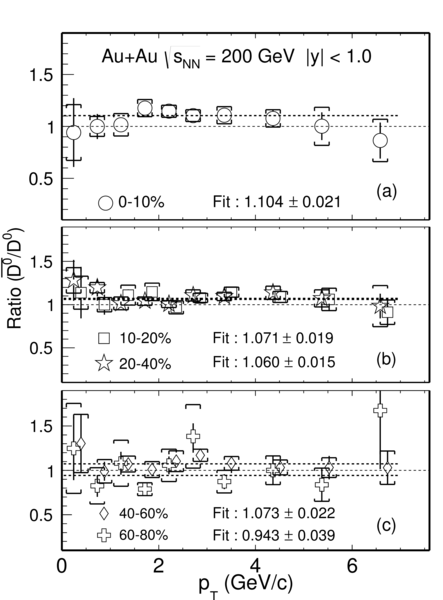 Au+Au √sNN = 200 GeV |y| < 1.0
1.5
1
0.5
0-10% Fit : 1.104 ± 0.021
(a)
1.5
1
0.5
10-20% Fit : 1.071 ± 0.019
20-40% Fit : 1.060 ± 0.015
(b)
Ratio (D̅⁰/D⁰)
1.5
1
0.5
40-60% Fit : 1.073 ± 0.022
60-80% Fit : 0.943 ± 0.039
(c)
0 2 4 6
pT (GeV/c)